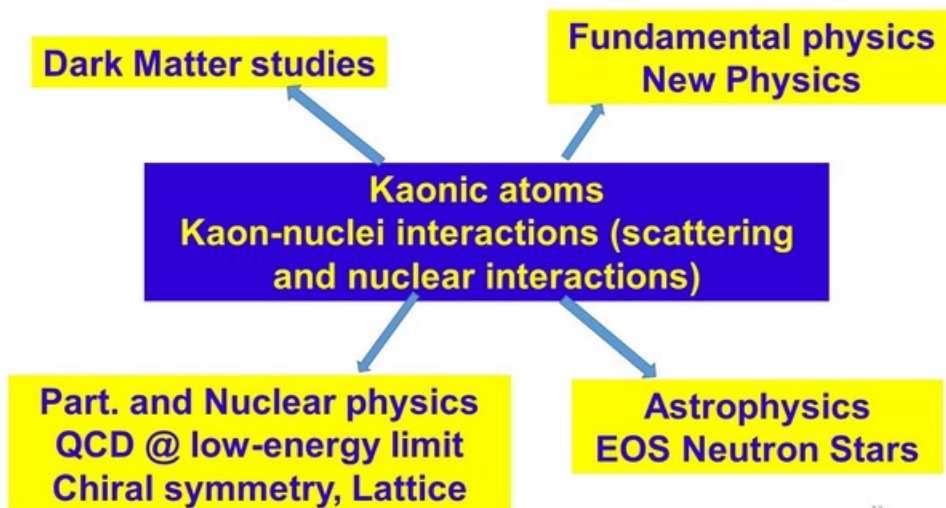 Dark Matter studies
Fundamental physics
New Physics
Kaonic atoms
Kaon-nuclei interactions (scattering
and nuclear interactions)
Part. and Nuclear physics
QCD @ low-energy limit
Chiral symmetry, Lattice
Astrophysics
EOS Neutron Stars